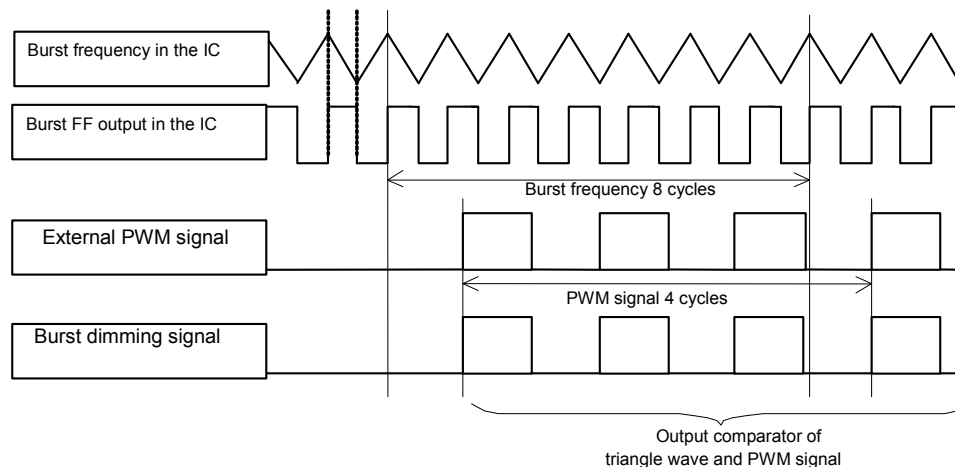 Burst frequency in the IC
Burst FF output in the IC
Burst frequency 8 cycles
External PWM signal
PWM signal 4 cycles
Burst dimming signal
Output comparator of
triangle wave and PWM signal